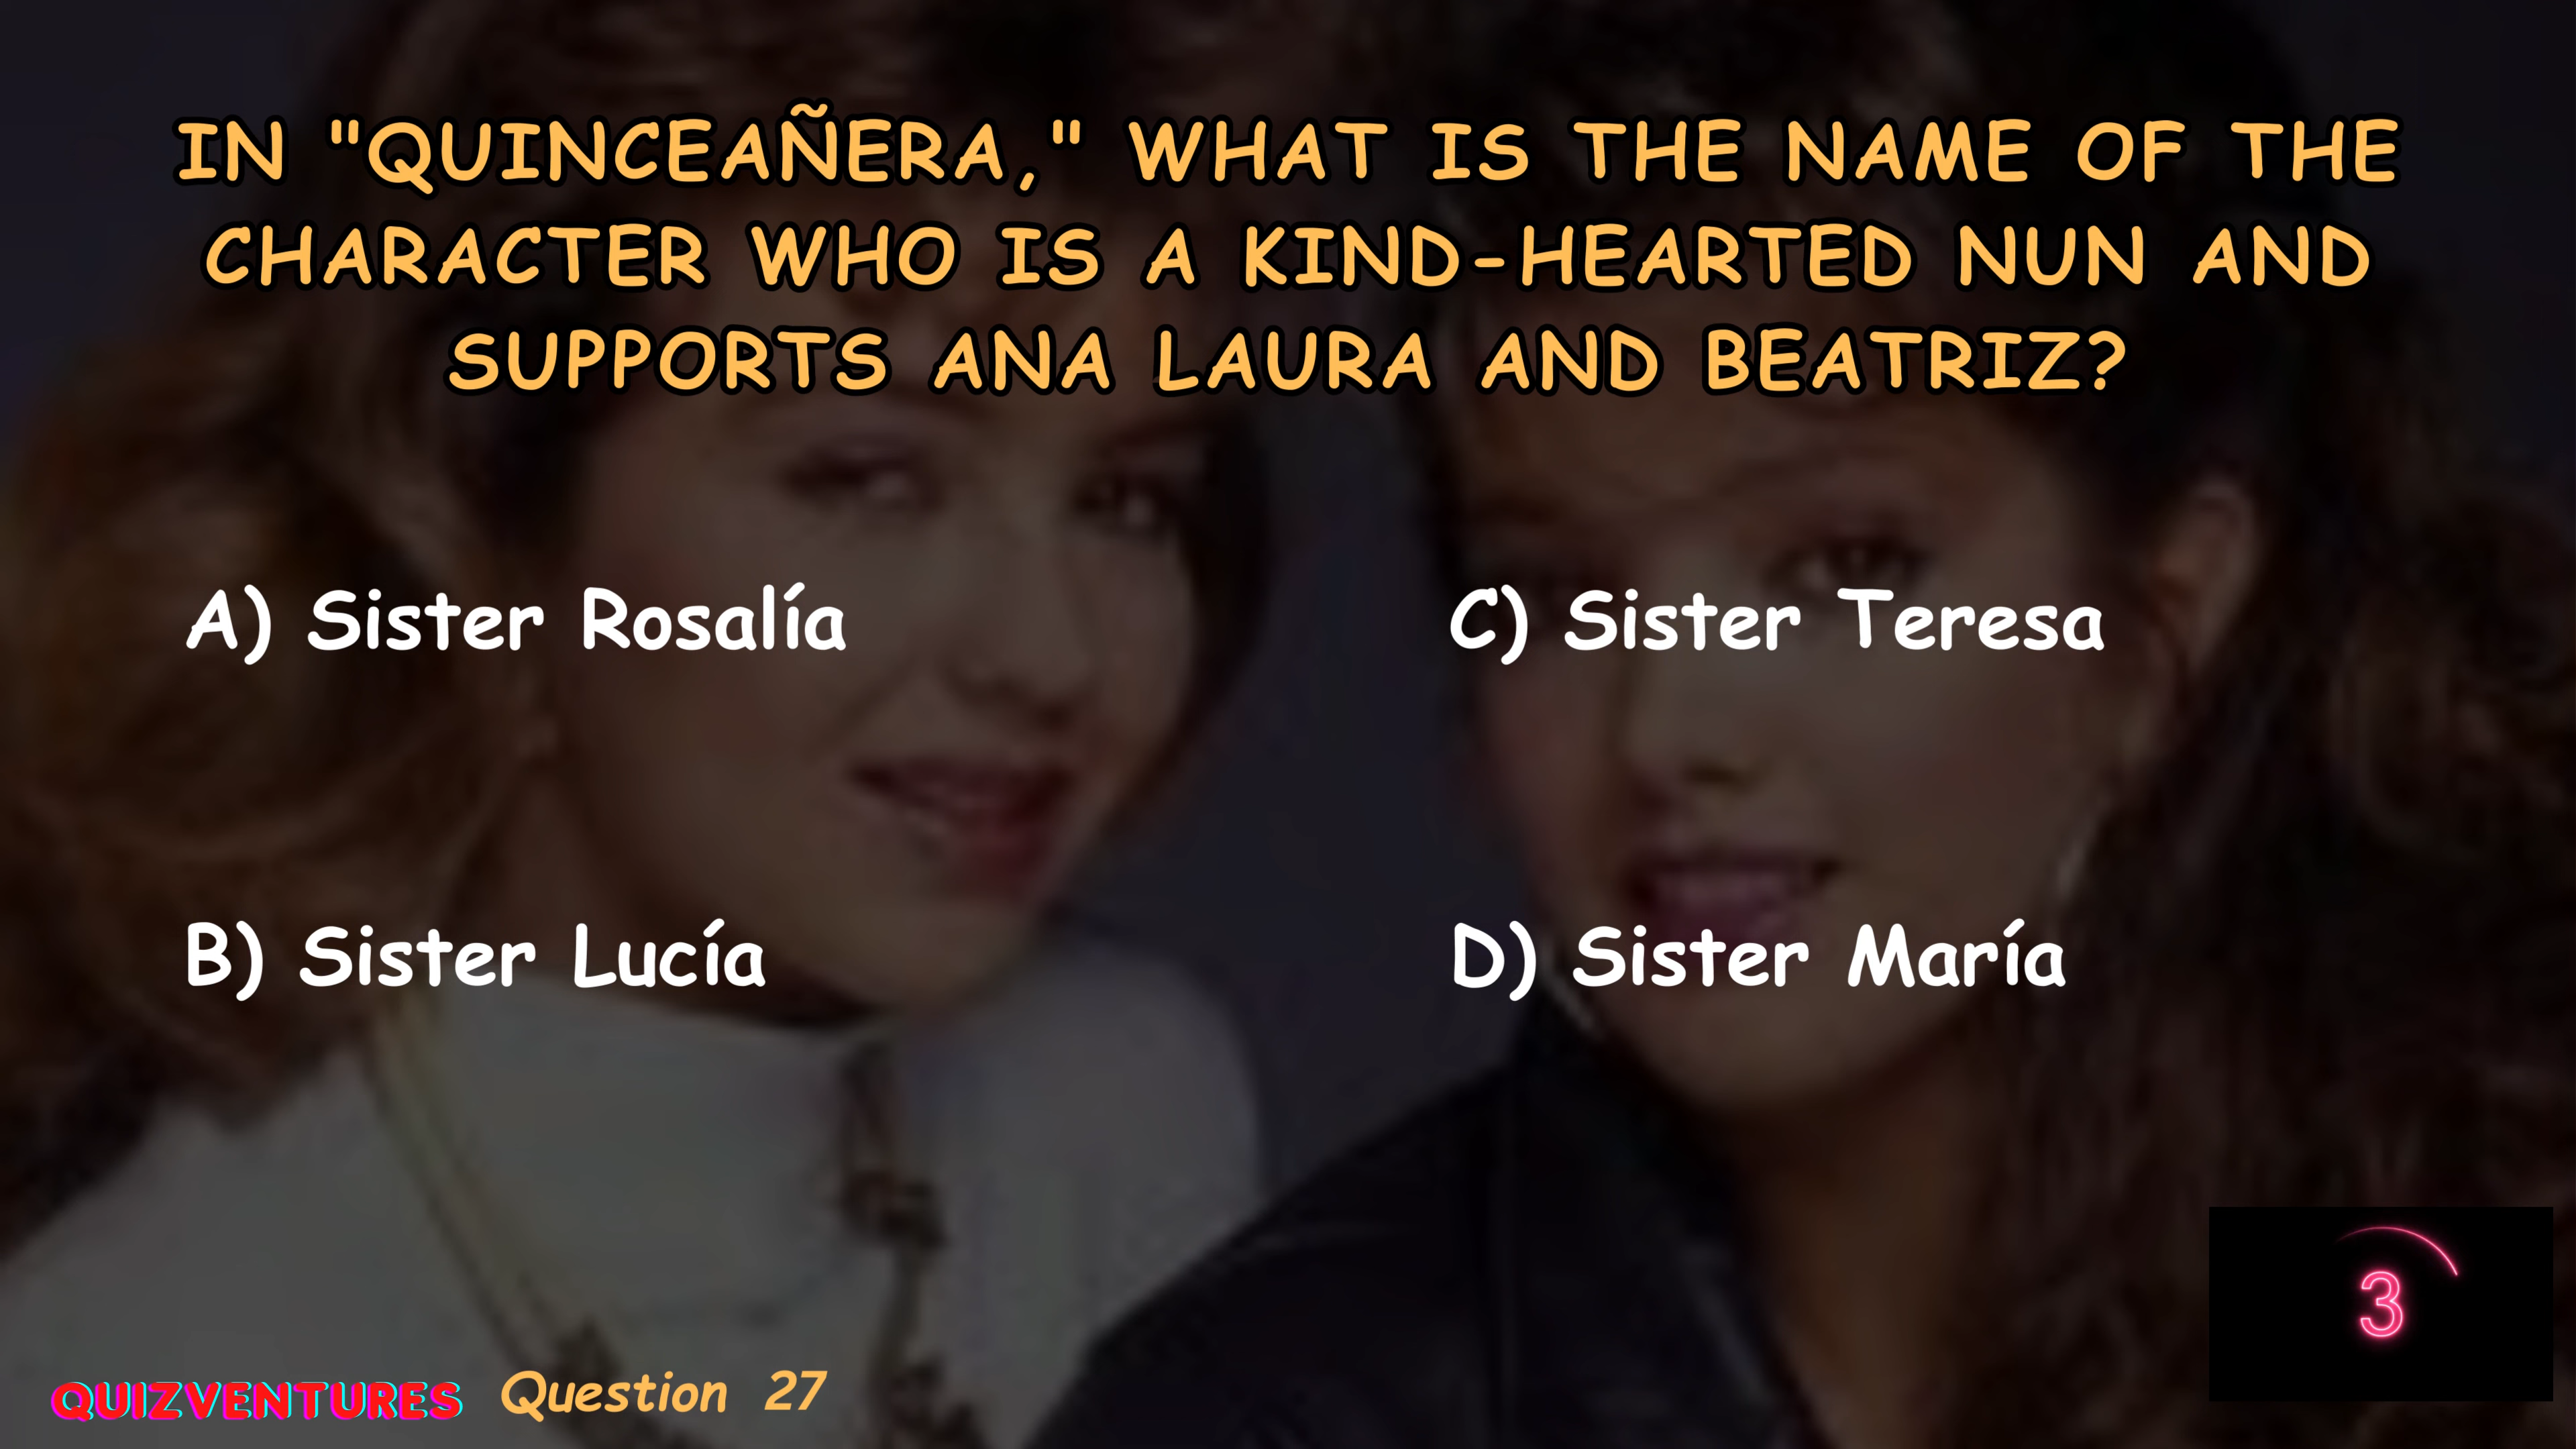 IN "QUINCEAÑERA," WHAT IS THE NAME OF THE
CHARACTER WHO IS A KIND-HEARTED NUN AND
SUPPORTS ANA LAURA AND BEATRIZ?
A) Sister Rosalía
C) Sister Teresa
B) Sister Lucía
D) Sister María
3
QUIZVENTURES Question 27